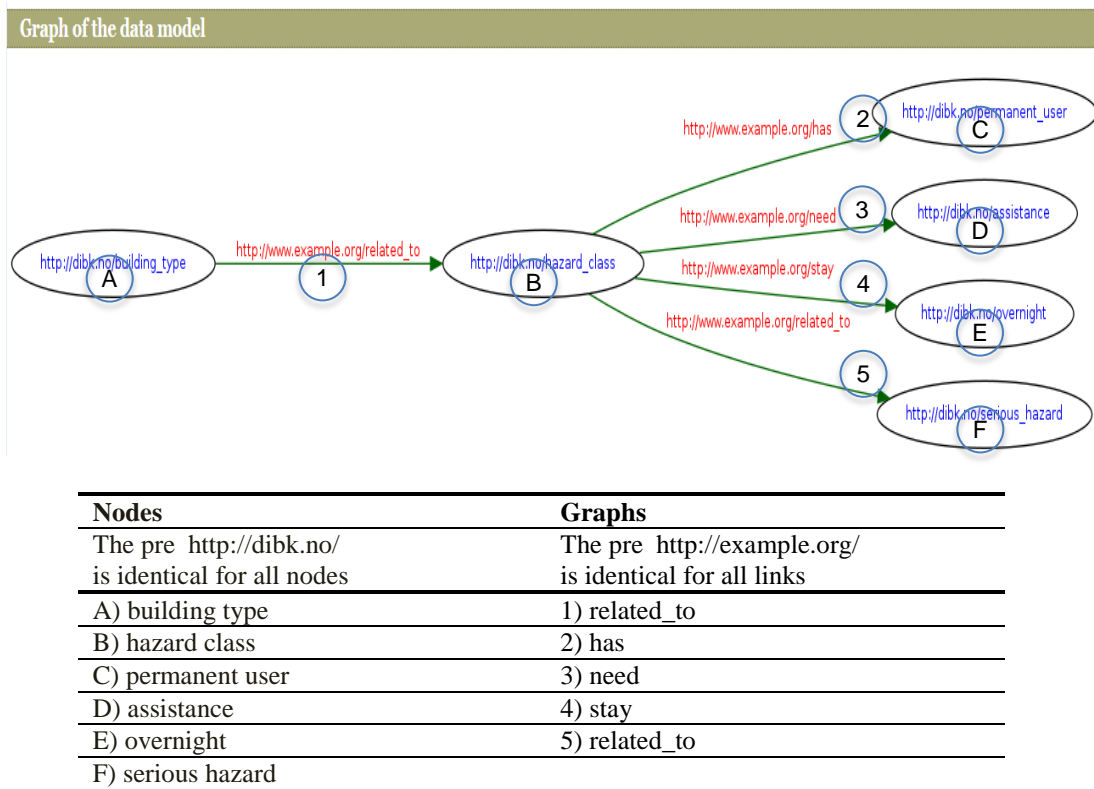 Graph of the data model
http://www.example.org/has
2
http://dibk.no/permanent_user
C
http://www.example.org/need
3
http://dibk.no/assistance
D
http://dibk.no/building_type
A
http://www.example.org/related_to
1
http://dibk.no/hazard_class
B
http://www.example.org/stay
4
http://dibk.no/overnight
E
http://www.example.org/related_to
5
http://dibk.no/serious_hazard
F
Nodes Graphs
The pre http://dibk.no/ The pre http://example.org/
is identical for all nodes is identical for all links
A) building type 1) related_to
B) hazard class 2) has
C) permanent user 3) need
D) assistance 4) stay
E) overnight 5) related_to
F) serious hazard